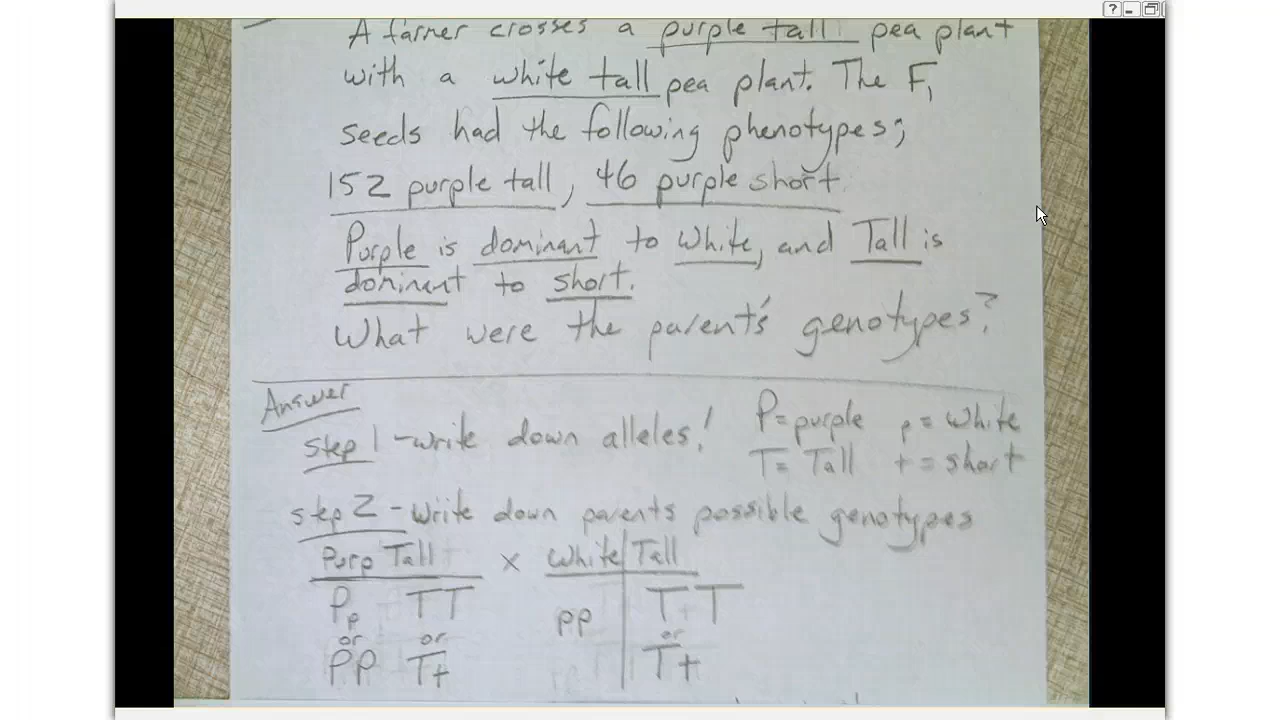 A farmer crosses a purple tall pea plant
with a white tall pea plant. The F1
seeds had the following phenotypes;
152 purple tall, 46 purple short.
Purple is dominant to white, and Tall is
dominant to short.
What were the parent's genotypes?
Answer
Step 1 - write down alleles! P = purple p = white
T = Tall t = short
step 2 - Write down parents possible genotypes
Purp Tall x White Tall
Pp TT pp TT
or or or
PP Tt Tt